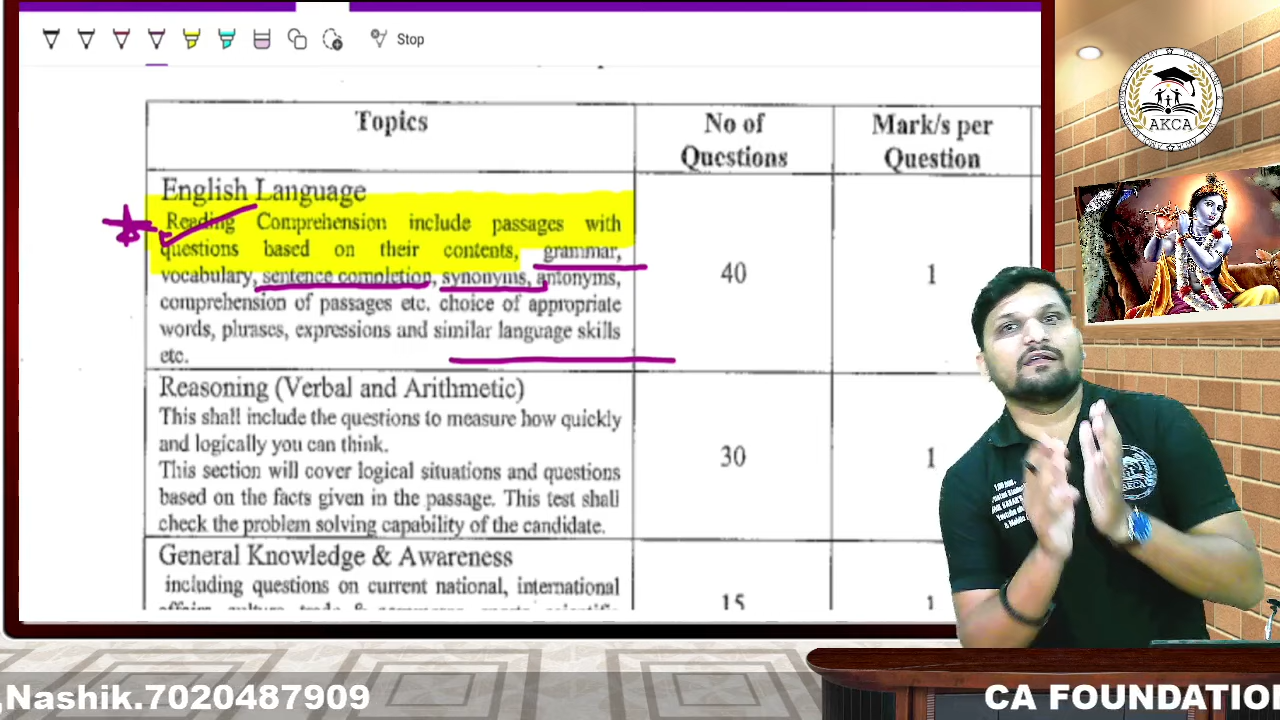 Stop
Topics
No of
Questions
Mark/s per
Question
English Language
Reading Comprehension include passages with
questions based on their contents, grammar,
vocabulary, sentence completion, synonyms, antonyms,
comprehension of passages etc. choice of appropriate
words, phrases, expressions and similar language skills
etc.
40
1
Reasoning (Verbal and Arithmetic)
This shall include the questions to measure how quickly
and logically you can think.
This section will cover logical situations and questions
based on the facts given in the passage. This test shall
check the problem solving capability of the candidate.
30
1
General Knowledge & Awareness
including questions on current national, international
15
1
AKCA
,Nashik.7020487909
CA FOUNDATION